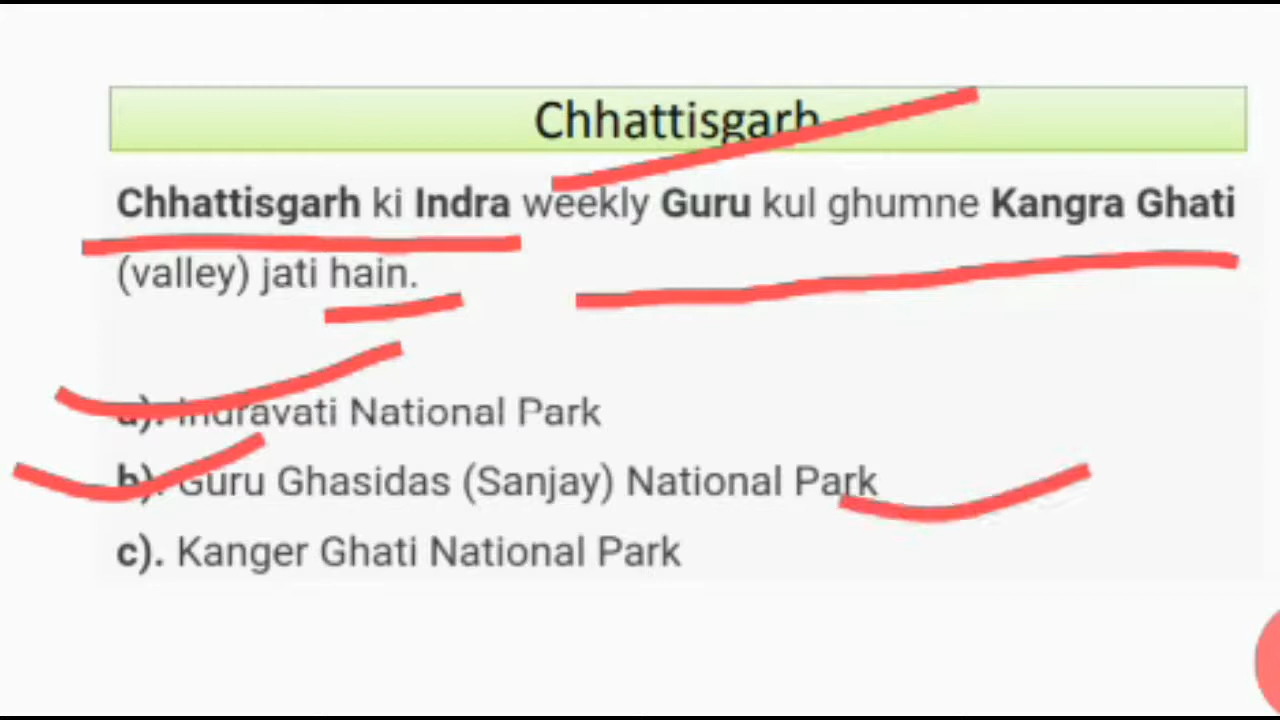 Chhattisgarh
Chhattisgarh ki Indra weekly Guru kul ghumne Kangra Ghati
(valley) jati hain.
a). Indravati National Park
b). Guru Ghasidas (Sanjay) National Park
c). Kanger Ghati National Park